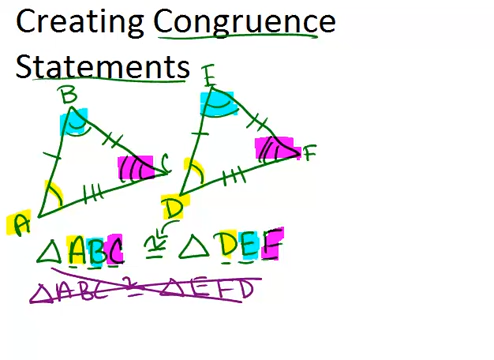 Creating Congruence
Statements
B
E
C
F
A
D
△ABC ≅ △DEF
△ABC ≅ △EFD